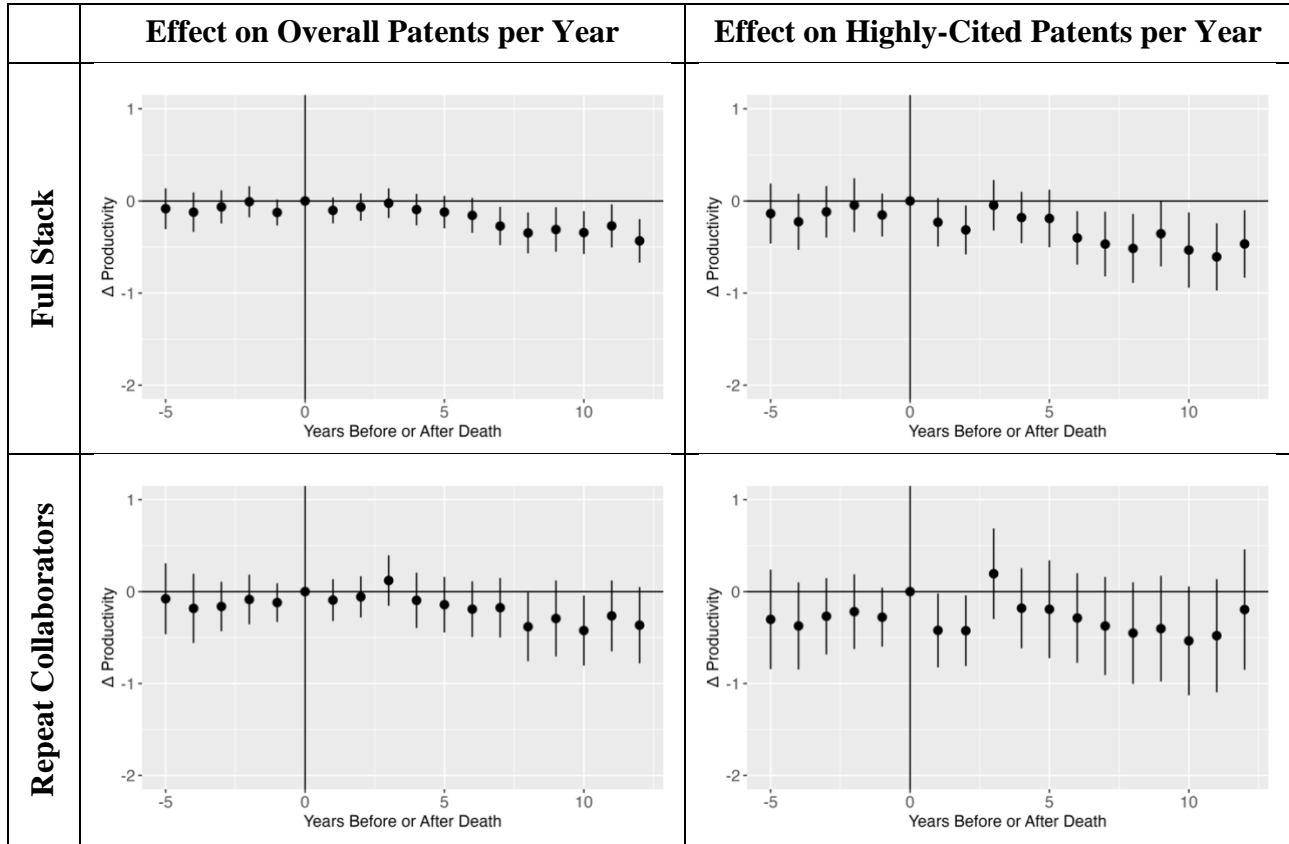 Effect on Overall Patents per Year
Effect on Highly-Cited Patents per Year
Full Stack
1
0
-1
-2
Δ Productivity
-5
0
5
10
Years Before or After Death
1
0
-1
-2
Δ Productivity
-5
0
5
10
Years Before or After Death
Repeat Collaborators
1
0
-1
-2
Δ Productivity
-5
0
5
10
Years Before or After Death
1
0
-1
-2
Δ Productivity
-5
0
5
10
Years Before or After Death